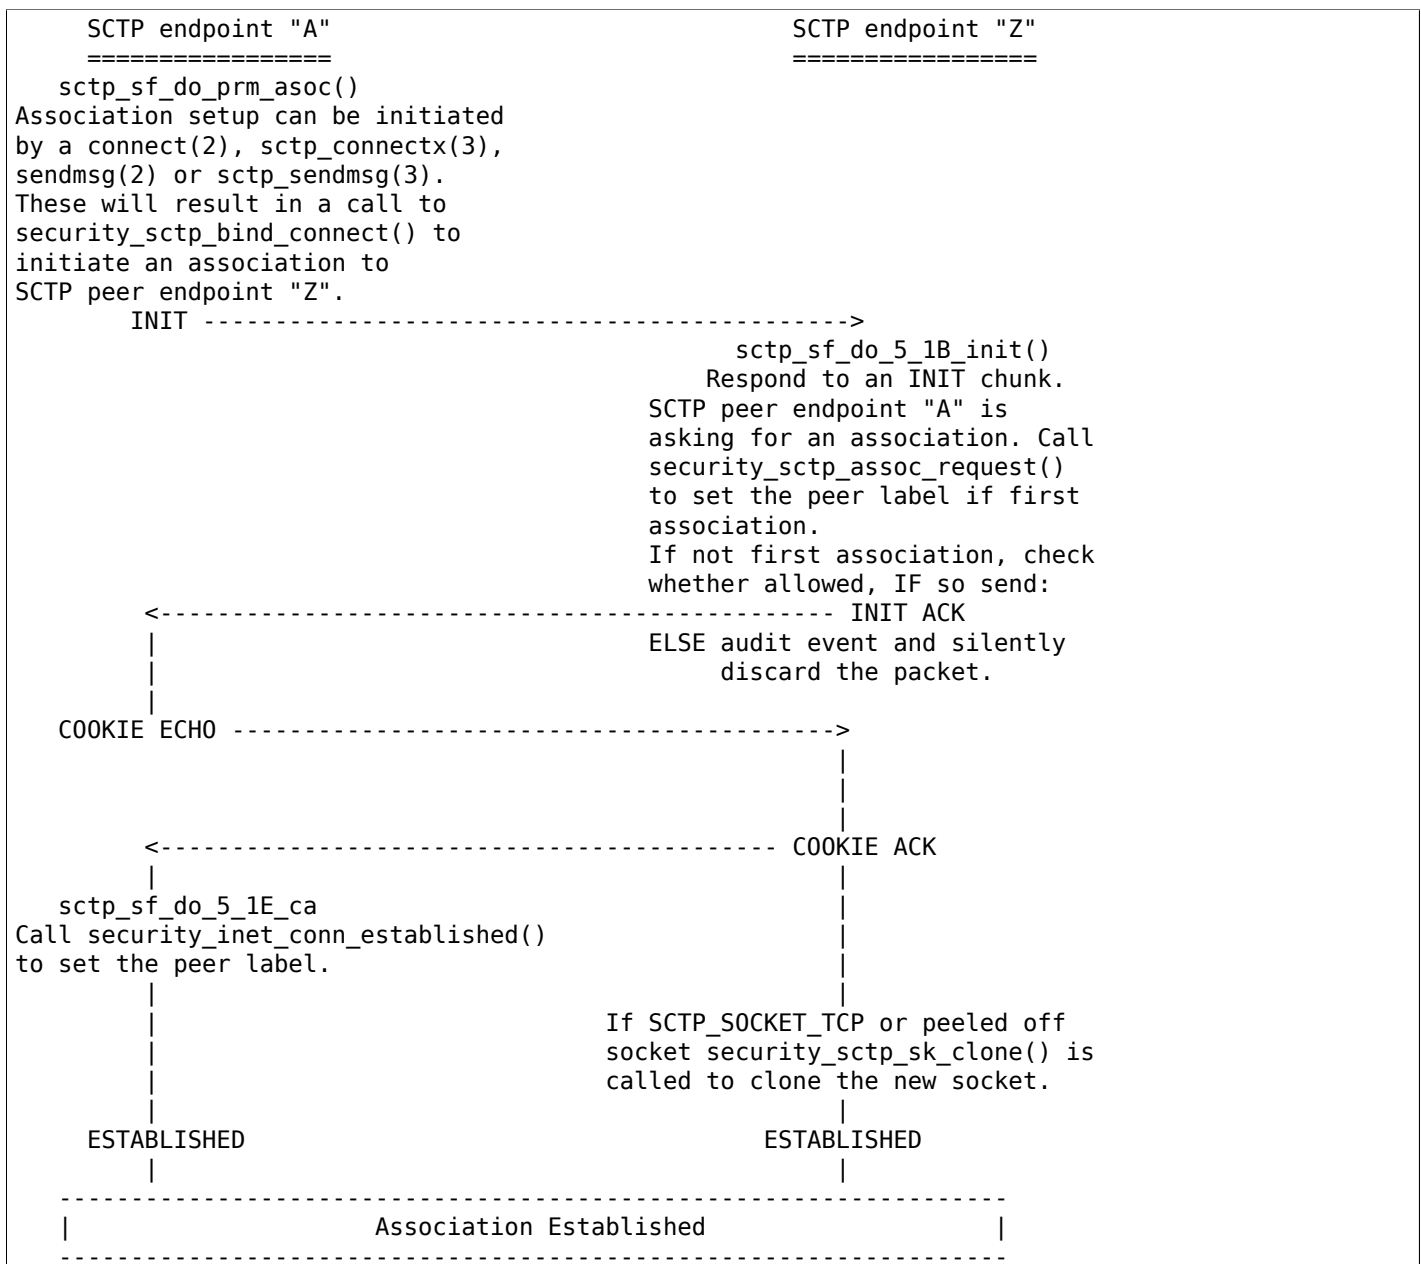 SCTP endpoint "A"                                SCTP endpoint "Z"
=================                                =================
sctp_sf_do_prm_asoc()
Association setup can be initiated
by a connect(2), sctp_connectx(3),
sendmsg(2) or sctp_sendmsg(3).
These will result in a call to
security_sctp_bind_connect() to
initiate an association to
SCTP peer endpoint "Z".
INIT --------------------------------------------->
sctp_sf_do_5_1B_init()
Respond to an INIT chunk.
SCTP peer endpoint "A" is
asking for an association. Call
security_sctp_assoc_request()
to set the peer label if first
association.
If not first association, check
whether allowed, IF so send:
<----------------------------------------------- INIT ACK
|                                  ELSE audit event and silently
|                                       discard the packet.
|
COOKIE ECHO ------------------------------------------>
|
|
|
<------------------------------------------- COOKIE ACK
|                                               |
sctp_sf_do_5_1E_ca                                      |
Call security_inet_conn_established()                     |
to set the peer label.                                    |
|                                               |
|                               If SCTP_SOCKET_TCP or peeled off
|                               socket security_sctp_sk_clone() is
|                               called to clone the new socket.
|                                               |
ESTABLISHED                                    ESTABLISHED
|                                               |
------------------------------------------------------------------
|                     Association Established                    |
------------------------------------------------------------------